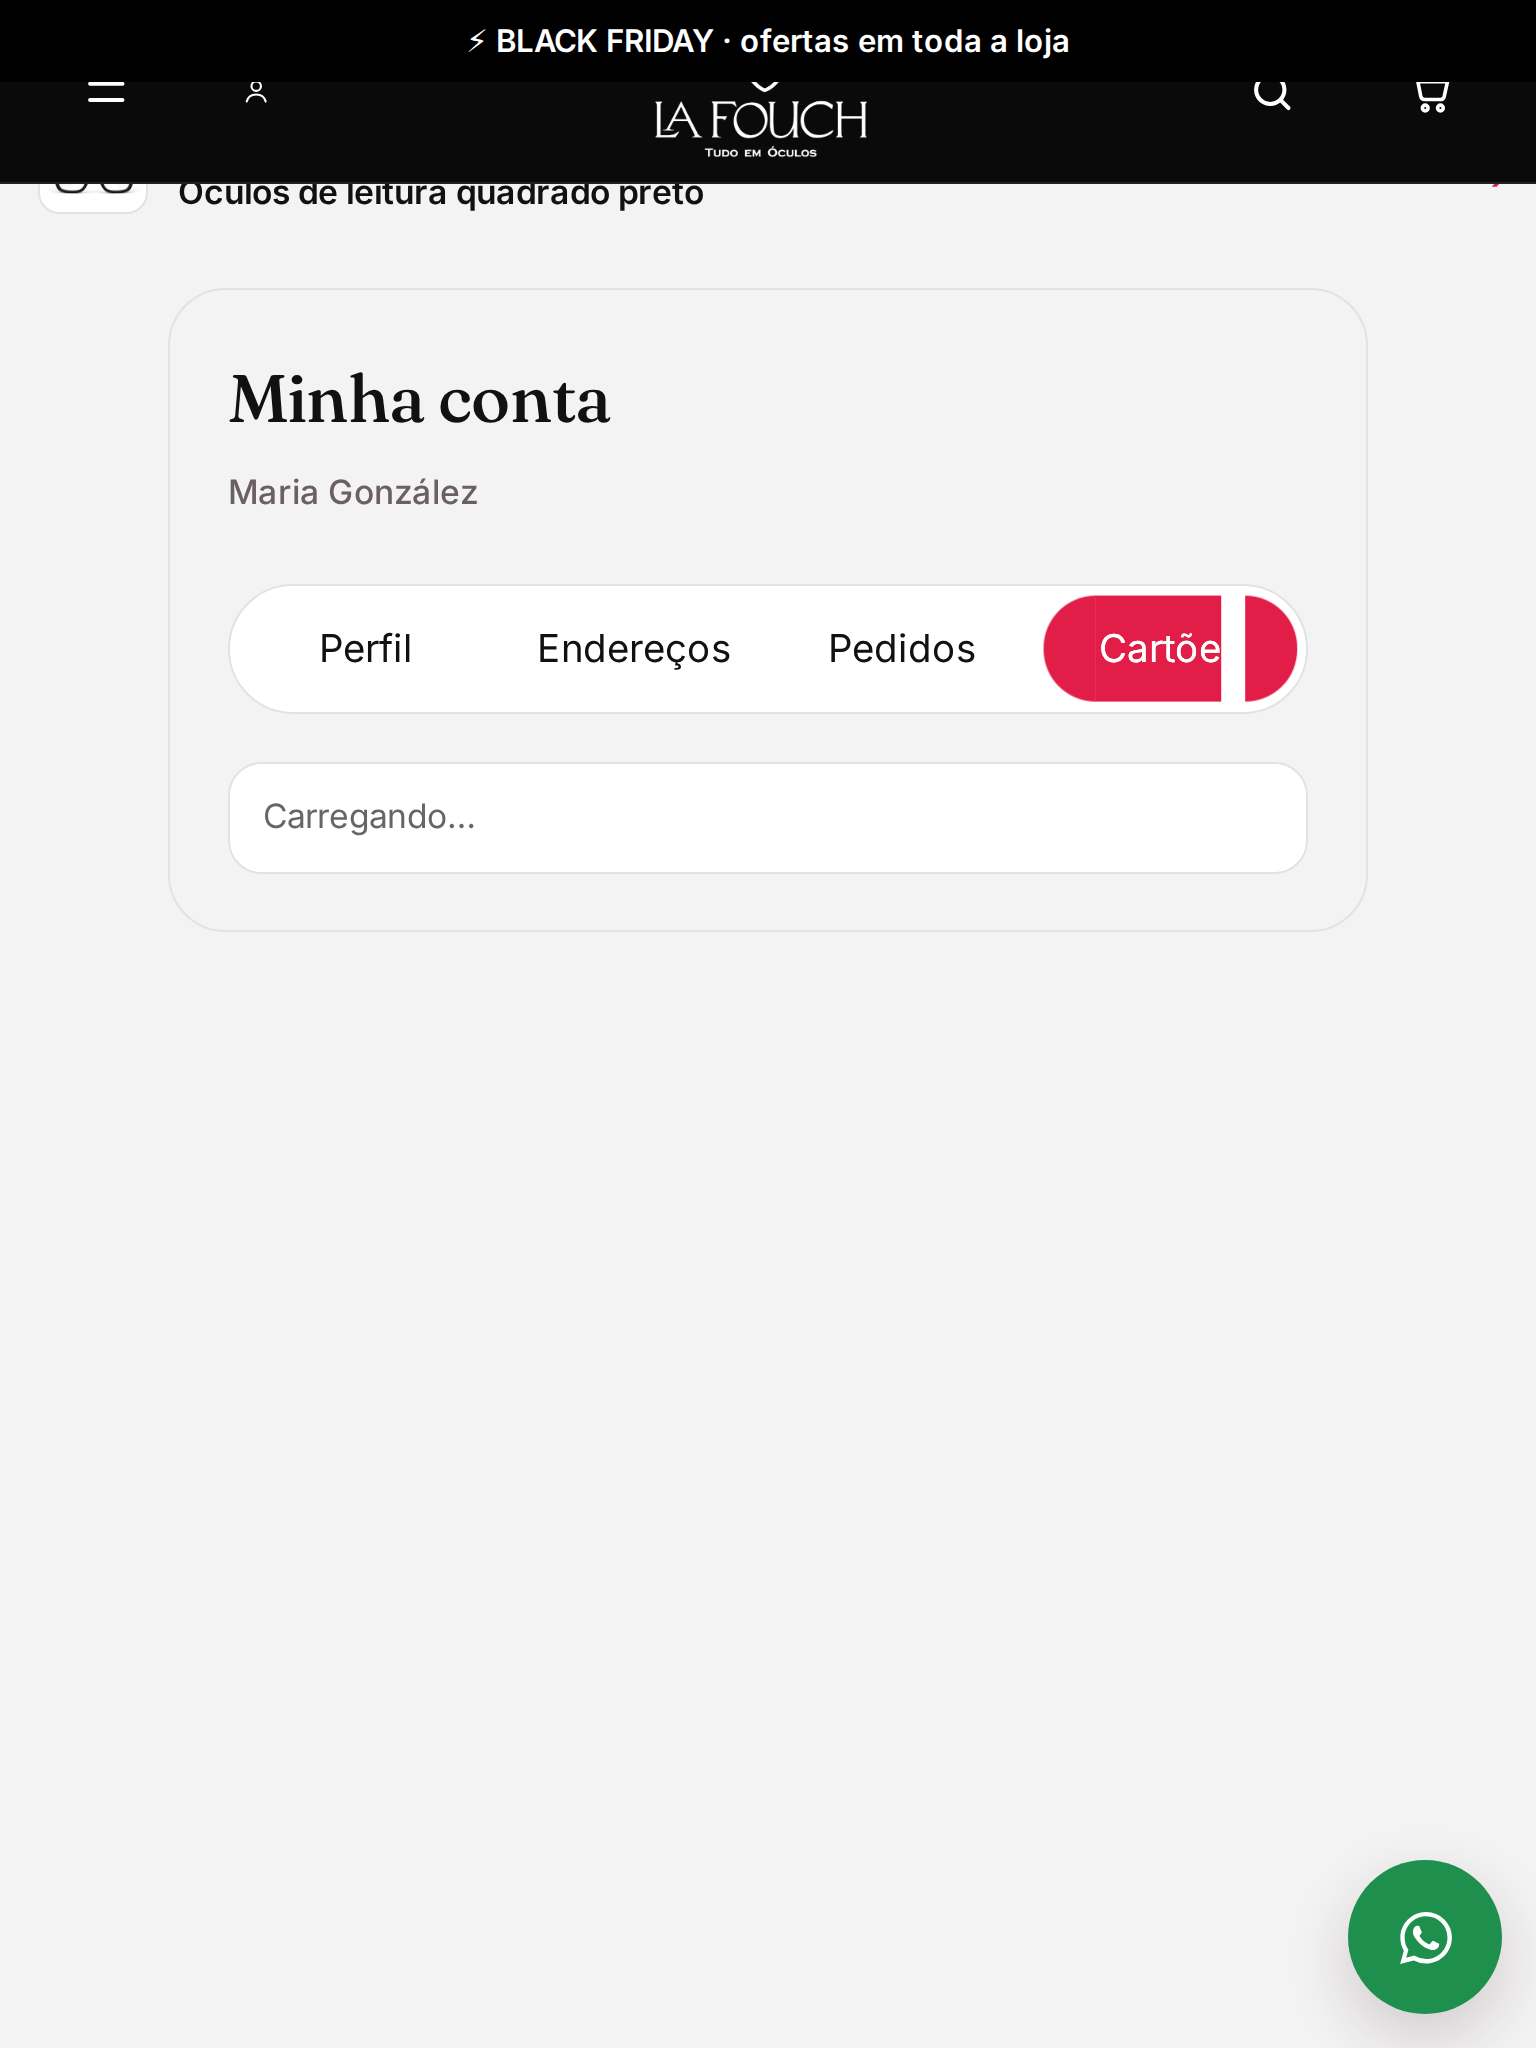 ⚡ BLACK FRIDAY · ofertas em toda a loja
LA FOUCH
TUDO EM ÓCULOS
Óculos de leitura quadrado preto
Minha conta
Maria González
Perfil Endereços Pedidos Cartõe
Carregando...